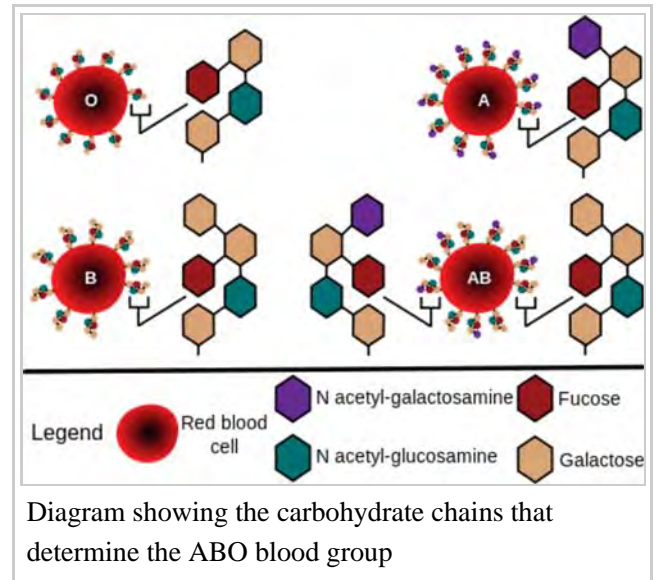 O
A
B
AB
Legend
Red blood
cell
N acetyl-galactosamine
Fucose
N acetyl-glucosamine
Galactose
Diagram showing the carbohydrate chains that
determine the ABO blood group